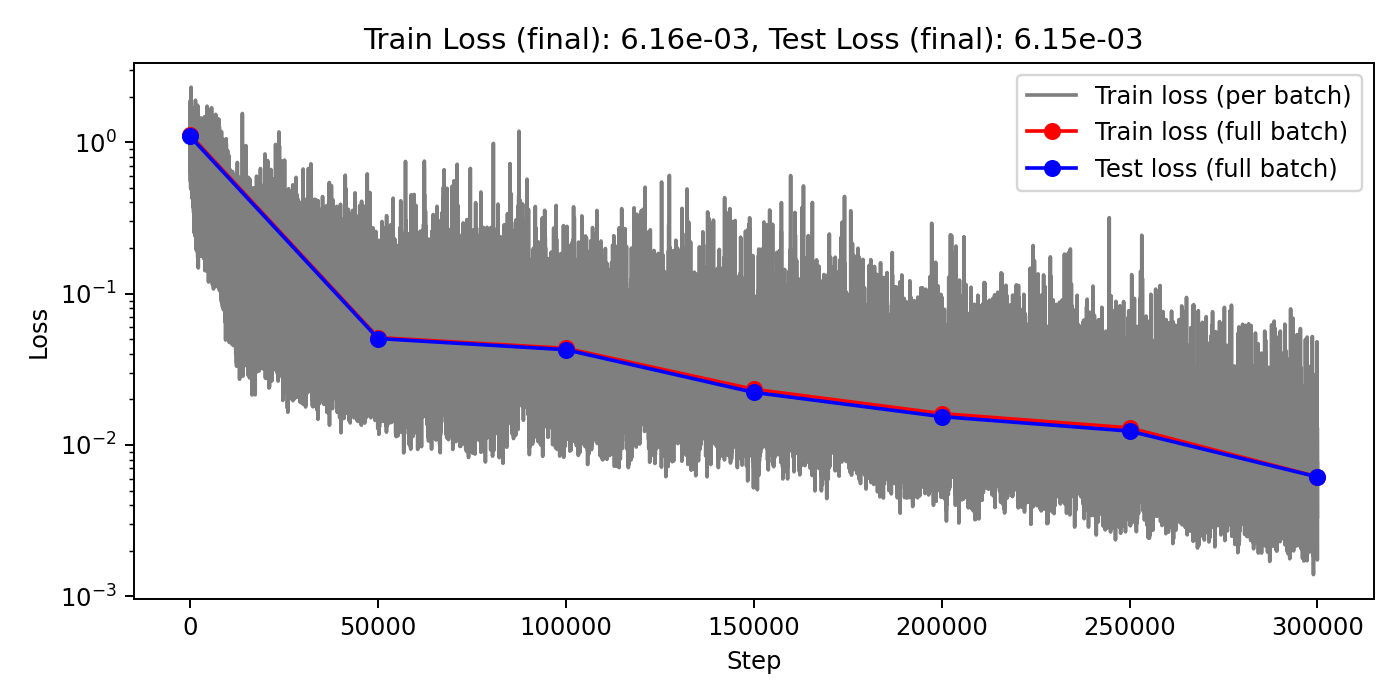 Train Loss (final): 6.16e-03, Test Loss (final): 6.15e-03
Train loss (per batch)
Train loss (full batch)
Test loss (full batch)
Loss
10⁰
10⁻¹
10⁻²
10⁻³
0 50000 100000 150000 200000 250000 300000
Step